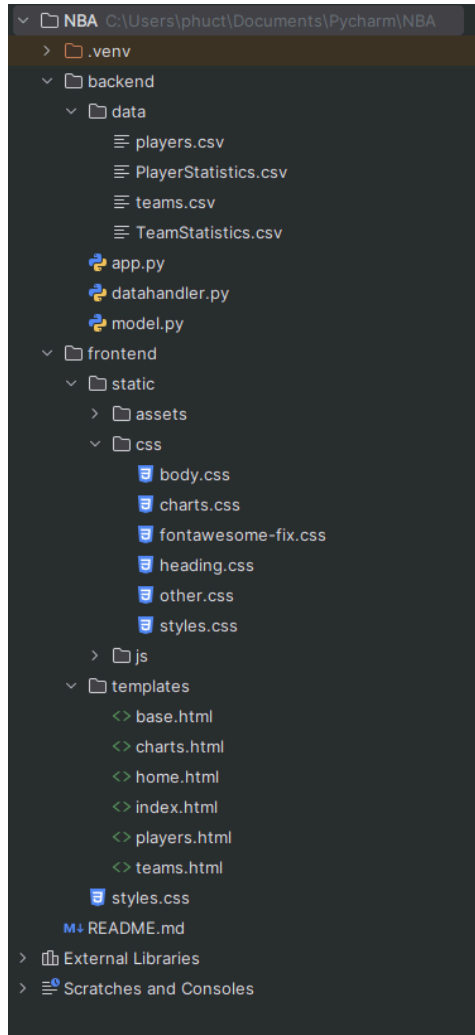 NBA C:\Users\phuct\Documents\Pycharm\NBA
.venv
backend
data
players.csv
PlayerStatistics.csv
teams.csv
TeamStatistics.csv
app.py
datahandler.py
model.py
frontend
static
assets
css
body.css
charts.css
fontawesome-fix.css
heading.css
other.css
styles.css
js
templates
base.html
charts.html
home.html
index.html
players.html
teams.html
styles.css
M↓ README.md
External Libraries
Scratches and Consoles